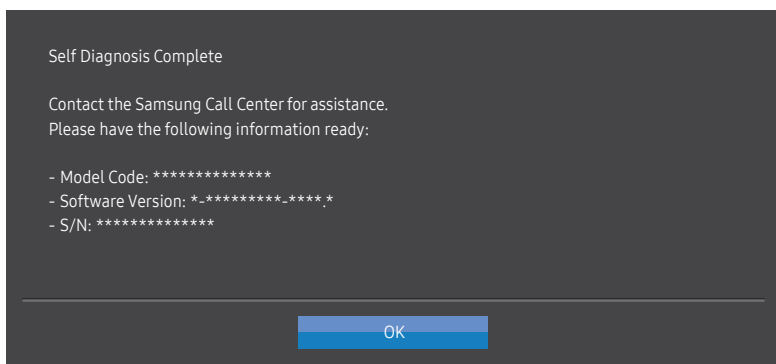 Self Diagnosis Complete
Contact the Samsung Call Center for assistance.
Please have the following information ready:
- Model Code: **************
- Software Version: *-*********-****.*
- S/N: **************
OK